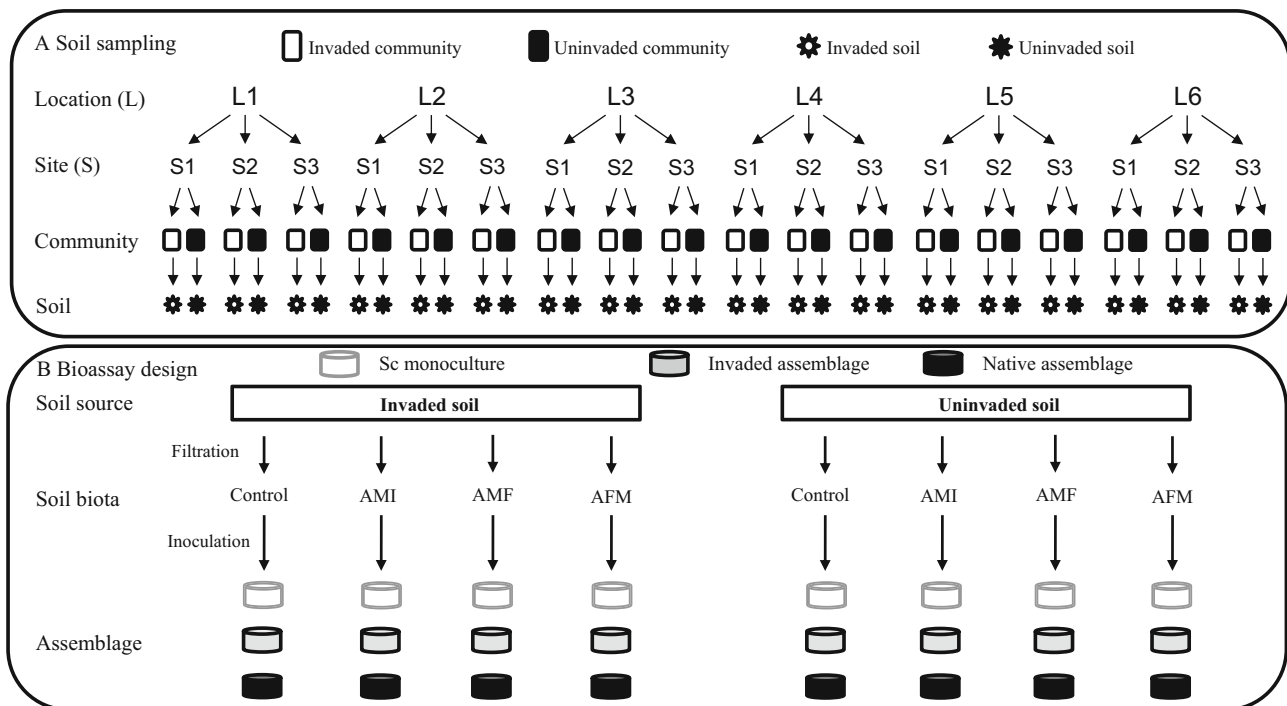 A Soil sampling
Invaded community
Uninvaded community
Invaded soil
Uninvaded soil
Location (L)
L1 L2 L3 L4 L5 L6
Site (S)
S1 S2 S3 S1 S2 S3 S1 S2 S3 S1 S2 S3 S1 S2 S3 S1 S2 S3
Community
Soil
B Bioassay design
Sc monoculture
Invaded assemblage
Native assemblage
Soil source
Invaded soil
Uninvaded soil
Filtration
Soil biota
Control AMI AMF AFM Control AMI AMF AFM
Inoculation
Assemblage